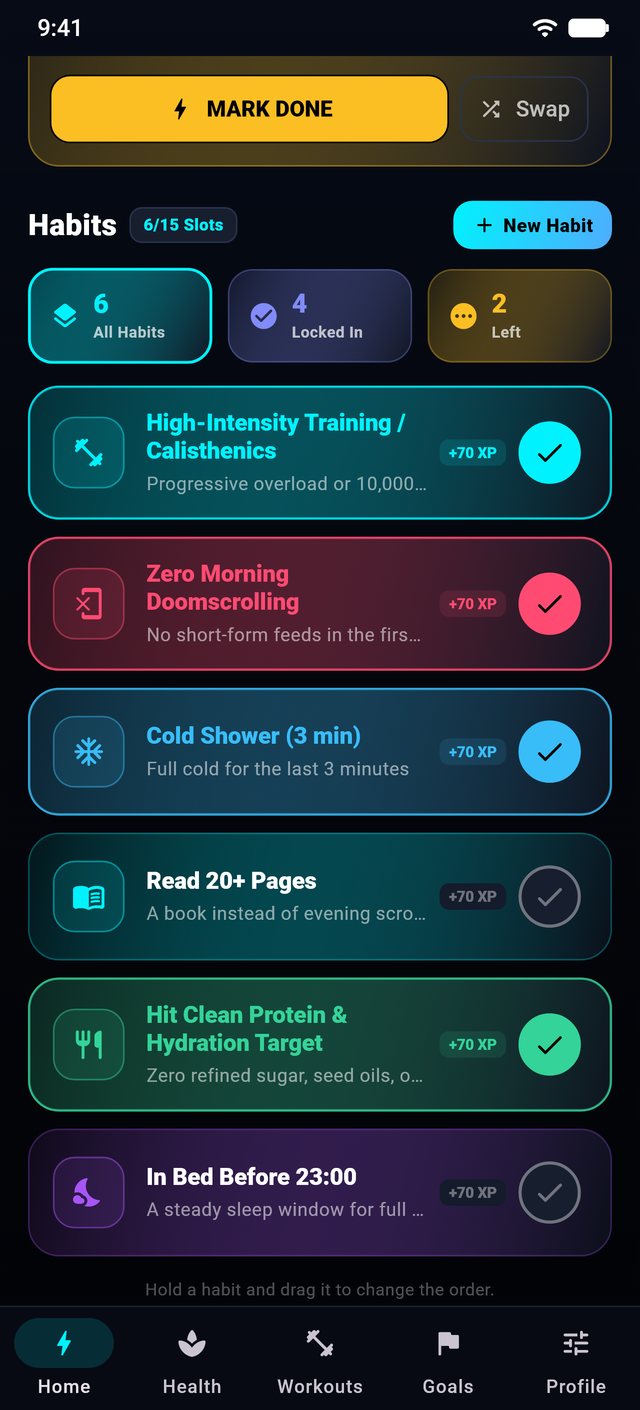 9:41
MARK DONE
Swap
Habits
6/15 Slots
+ New Habit
6
All Habits
4
Locked In
2
Left
High-Intensity Training /
Calisthenics
Progressive overload or 10,000…
+70 XP
Zero Morning
Doomscrolling
No short-form feeds in the firs…
+70 XP
Cold Shower (3 min)
Full cold for the last 3 minutes
+70 XP
Read 20+ Pages
A book instead of evening scro…
+70 XP
Hit Clean Protein &
Hydration Target
Zero refined sugar, seed oils, o…
+70 XP
In Bed Before 23:00
A steady sleep window for full …
+70 XP
Hold a habit and drag it to change the order.
Home
Health
Workouts
Goals
Profile